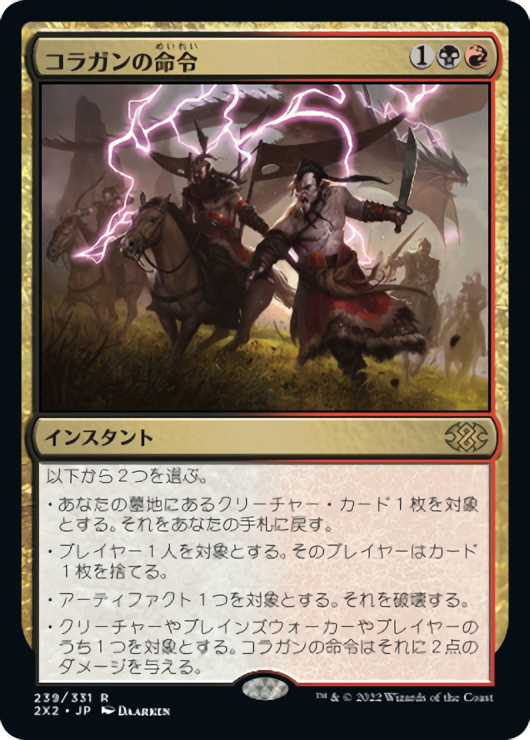 コラガンの命令
めいれい
1
インスタント
以下から2つを選ぶ。
・あなたの墓地にあるクリーチャー・カード1枚を対象
とする。それをあなたの手札に戻す。
・プレイヤー1人を対象とする。そのプレイヤーはカード
1枚を捨てる。
・アーティファクト1つを対象とする。それを破壊する。
・クリーチャーやプレインズウォーカーやプレイヤーの
うち1つを対象とする。コラガンの命令はそれに2点の
ダメージを与える。
239/331 R
2X2・JP DAARKEN
™ & © 2022 Wizards of the Coast